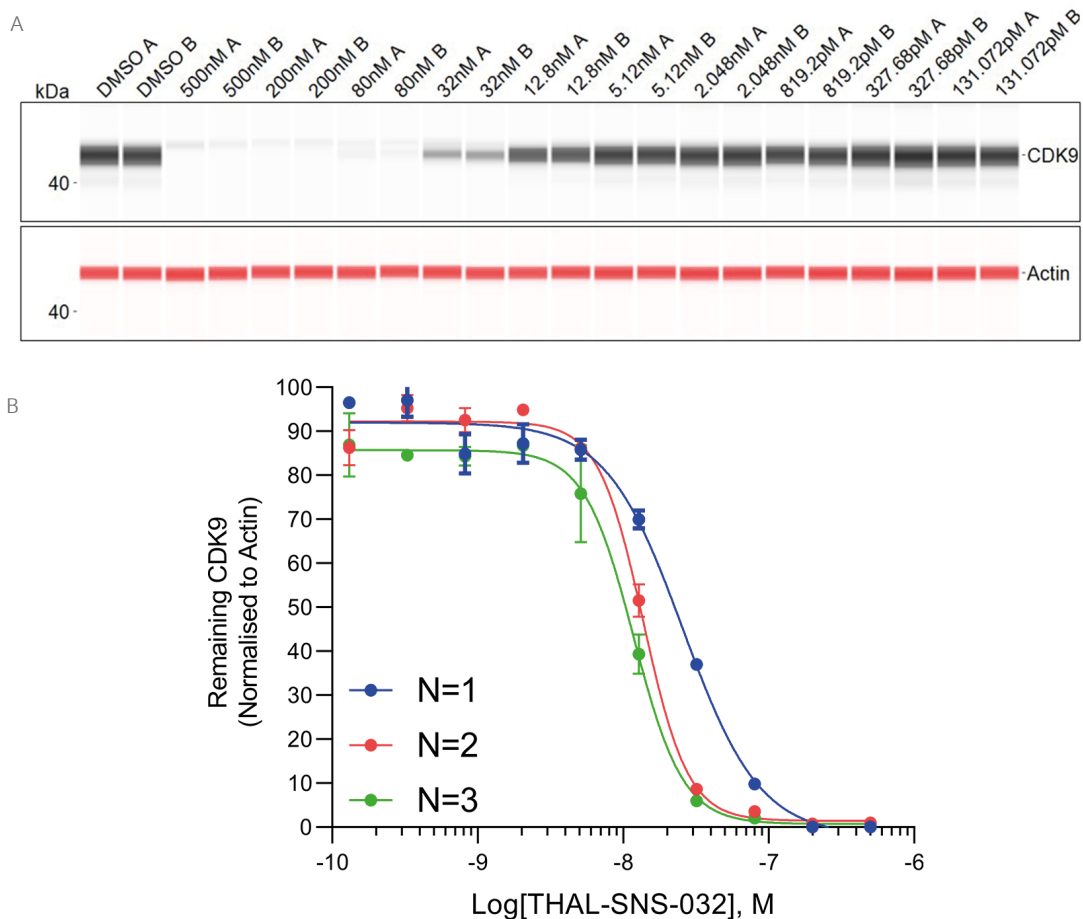 A
DMSO A DMSO B 500nM A 500nM B 200nM A 200nM B 80nM A 80nM B 32nM A 32nM B 12.8nM A 12.8nM B 5.12nM A 5.12nM B 2.048nM A 2.048nM B 819.2pM A 819.2pM B 327.68pM A 327.68pM B 131.072pM A 131.072pM B
kDa
CDK9
40
Actin
40
B
100
90
80
70
60
50
40
30
20
10
0
Remaining CDK9
(Normalised to Actin)
N=1
N=2
N=3
-10 -9 -8 -7 -6
Log[THAL-SNS-032], M